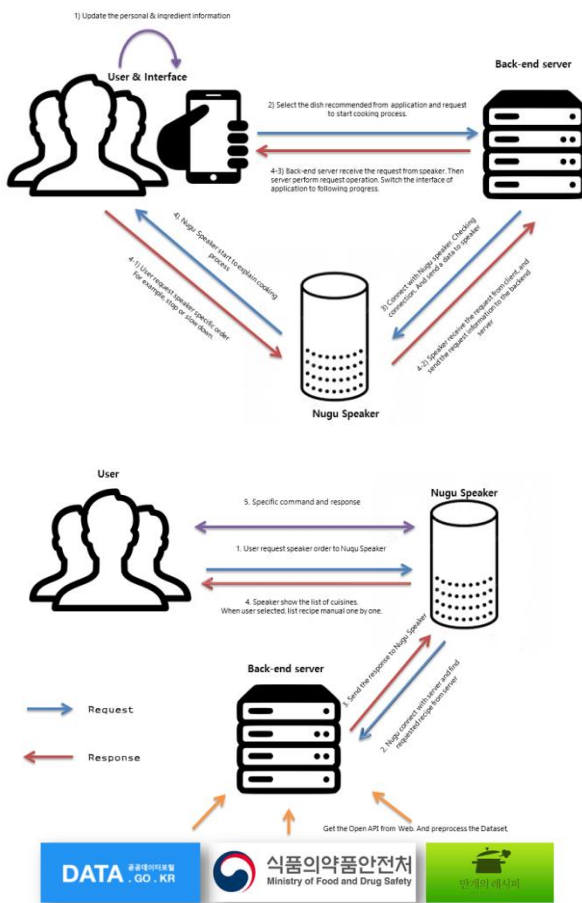 1) Update the personal & ingredient information
User & Interface
Back-end server
2) Select the dish recommended from application and request
to start cooking process.
4-3) Back-end server receive the request from speaker. Then
server perform request operation. Switch the interface of
application to following progress.
4). Nugu Speaker start to explain cooking
process
4-1) User request speaker specific order
For example, stop or slow down.
3) Connect with Nugu speaker. Checking
connection. And send a data to speaker
4-2) Speaker receive the request from client, and
send the request information to the backend
server
Nugu Speaker
User
Nugu Speaker
5. Specific command and response
1. User request speaker order to Nugu Speaker
4. Speaker show the list of cuisines.
When user selected, list recipe manual one by one.
Back-end server
3. Send the response to Nugu Speaker
2. Nugu connect with server and find
requested recipe from server
Request
Response
Get the Open API from Web. And preprocess the Dataset,
DATA 공공데이터포털
.GO.KR
식품의약품안전처
Ministry of Food and Drug Safety
만개의 레시피